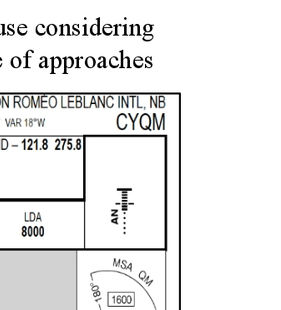 use considering
e of approaches
N ROMÉO LEBLANC INTL, NB
VAR 18°W
CYQM
D – 121.8 275.8
LDA
8000
AN
MSA QM
180°
1600